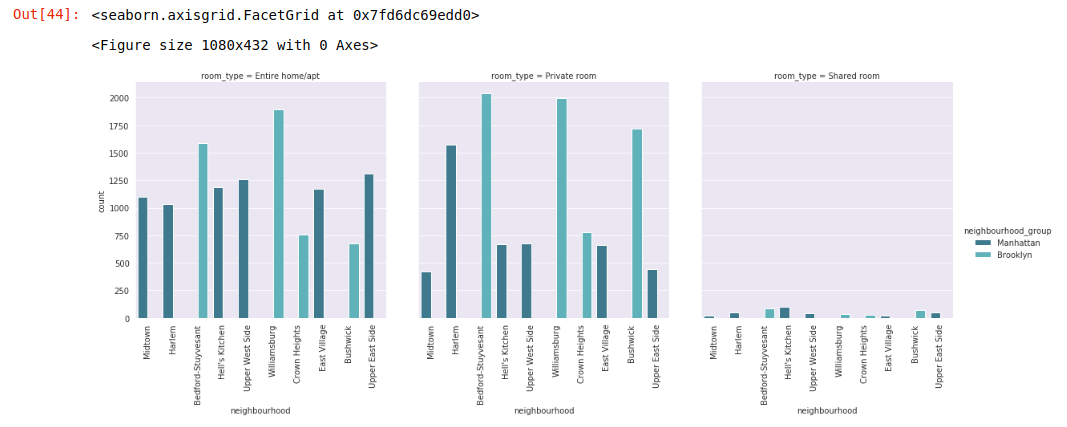 Out[44]: <seaborn.axisgrid.FacetGrid at 0x7fd6dc69edd0>
<Figure size 1080x432 with 0 Axes>
room_type = Entire home/apt
room_type = Private room
room_type = Shared room
count
2000
1750
1500
1250
1000
750
500
250
0
Midtown
Harlem
Bedford-Stuyvesant
Hell's Kitchen
Upper West Side
Williamsburg
Crown Heights
East Village
Bushwick
Upper East Side
neighbourhood
Midtown
Harlem
Bedford-Stuyvesant
Hell's Kitchen
Upper West Side
Williamsburg
Crown Heights
East Village
Bushwick
Upper East Side
neighbourhood
Midtown
Harlem
Bedford-Stuyvesant
Hell's Kitchen
Upper West Side
Williamsburg
Crown Heights
East Village
Bushwick
Upper East Side
neighbourhood
neighbourhood_group
Manhattan
Brooklyn